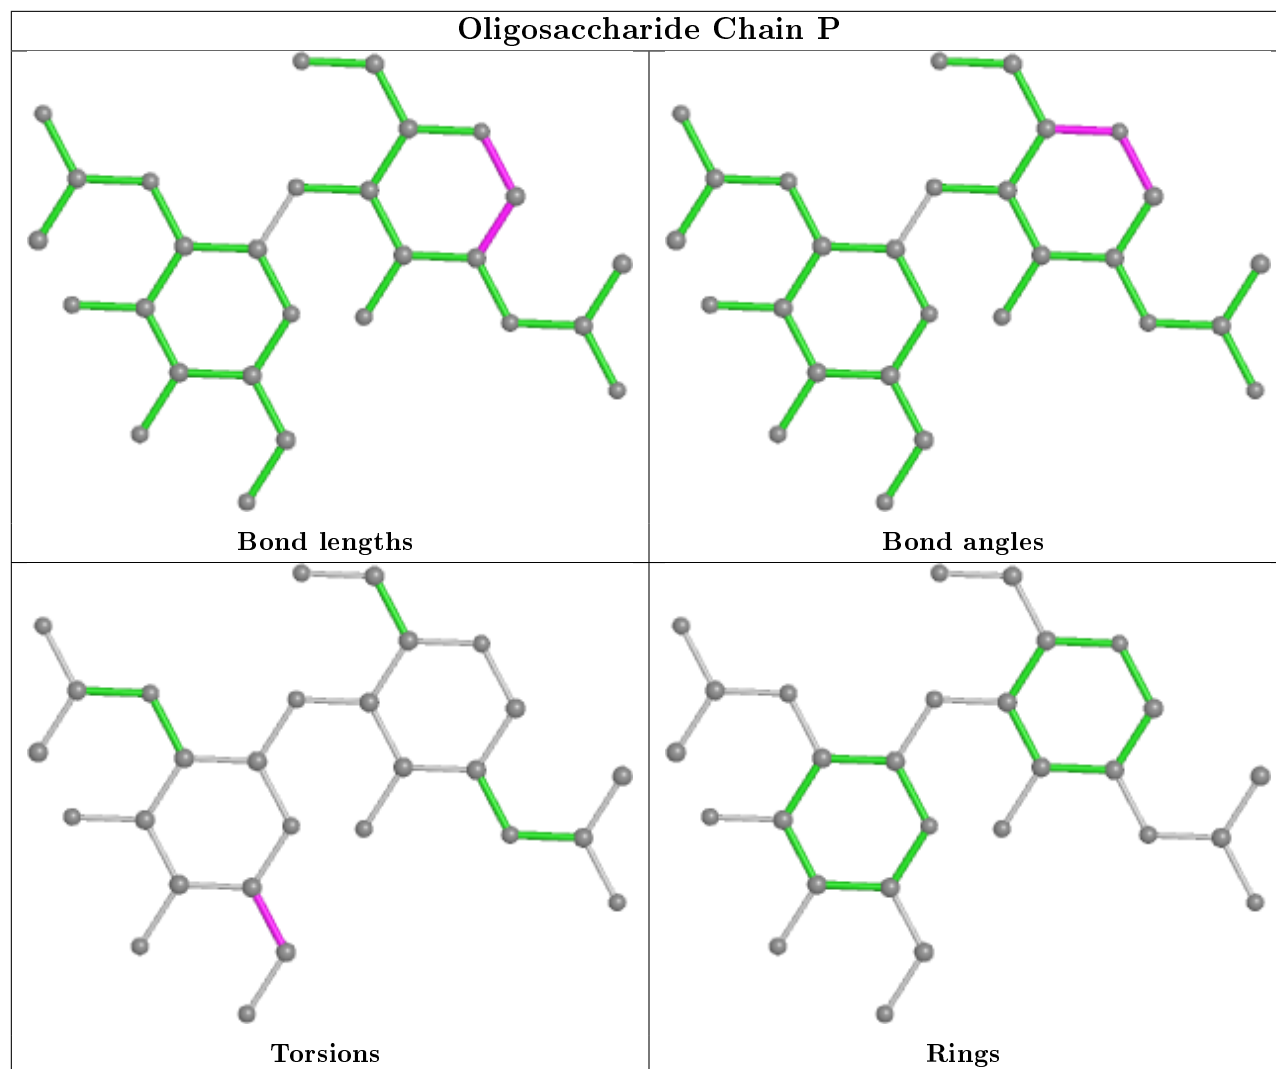 Oligosaccharide Chain P
Bond lengths
Bond angles
Torsions
Rings